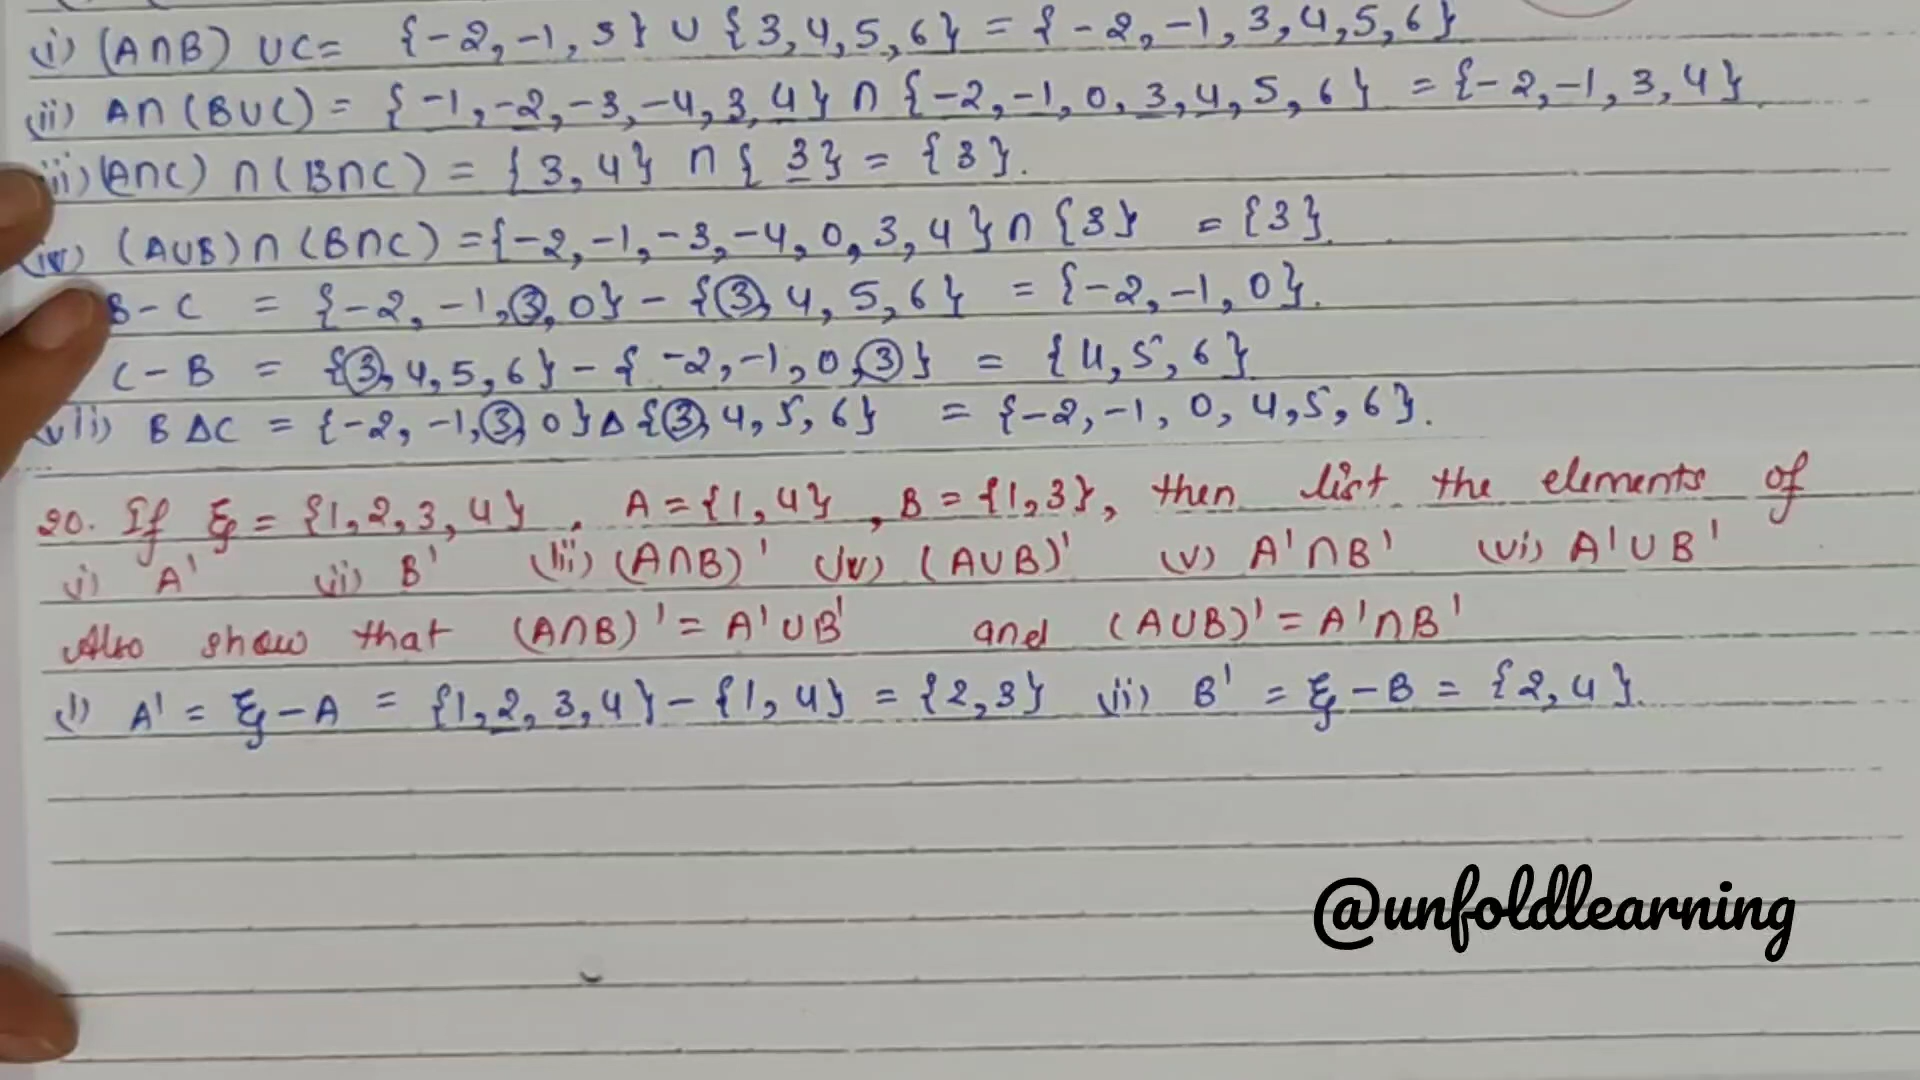 (i) (A∩B) ∪C= {-2,-1,3} ∪ {3,4,5,6} = {-2,-1,3,4,5,6}
(ii) A∩(B∪C) = {-1,-2,-3,-4,3,4} ∩ {-2,-1,0,3,4,5,6} = {-2,-1,3,4}.
iii) (A∩C) ∩(B∩C) = {3,4} ∩ {3} = {3}.
(iv) (A∪B)∩(B∩C) = {-2,-1,-3,-4,0,3,4} ∩ {3} = {3}.
B-C = {-2,-1,3,0} - {3,4,5,6} = {-2,-1,0}.
C-B = {3,4,5,6} - {-2,-1,0,3} = {4,5,6}
vii) B∆C = {-2,-1,3,0} ∆ {3,4,5,6} = {-2,-1,0,4,5,6}.
20. If ξ = {1,2,3,4}, A = {1,4}, B = {1,3}, then list the elements of
(i) A' (ii) B' (iii) (A∩B)' (iv) (A∪B)' (v) A'∩B' (vi) A'∪B'
Also show that (A∩B)' = A'∪B' and (A∪B)' = A'∩B'
(i) A' = ξ-A = {1,2,3,4} - {1,4} = {2,3} (ii) B' = ξ-B = {2,4}.
@unfoldlearning